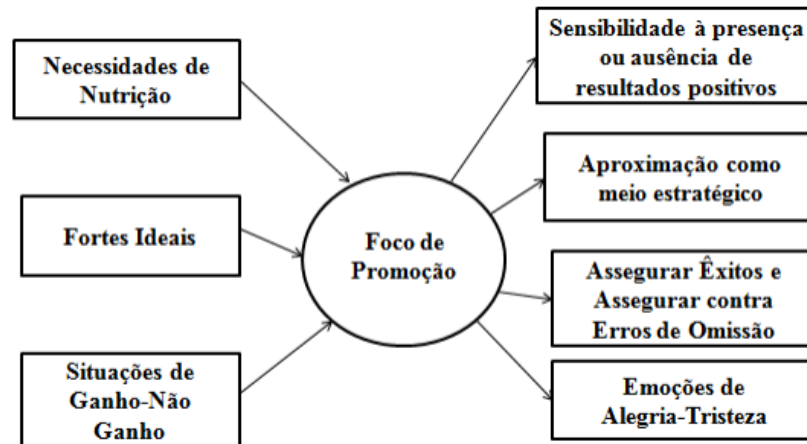 Necessidades de
Nutrição
Fortes Ideais
Situações de
Ganho-Não
Ganho
Foco de
Promoção
Sensibilidade à presença
ou ausência de
resultados positivos
Aproximação como
meio estratégico
Assegurar Êxitos e
Assegurar contra
Erros de Omissão
Emoções de
Alegria-Tristeza